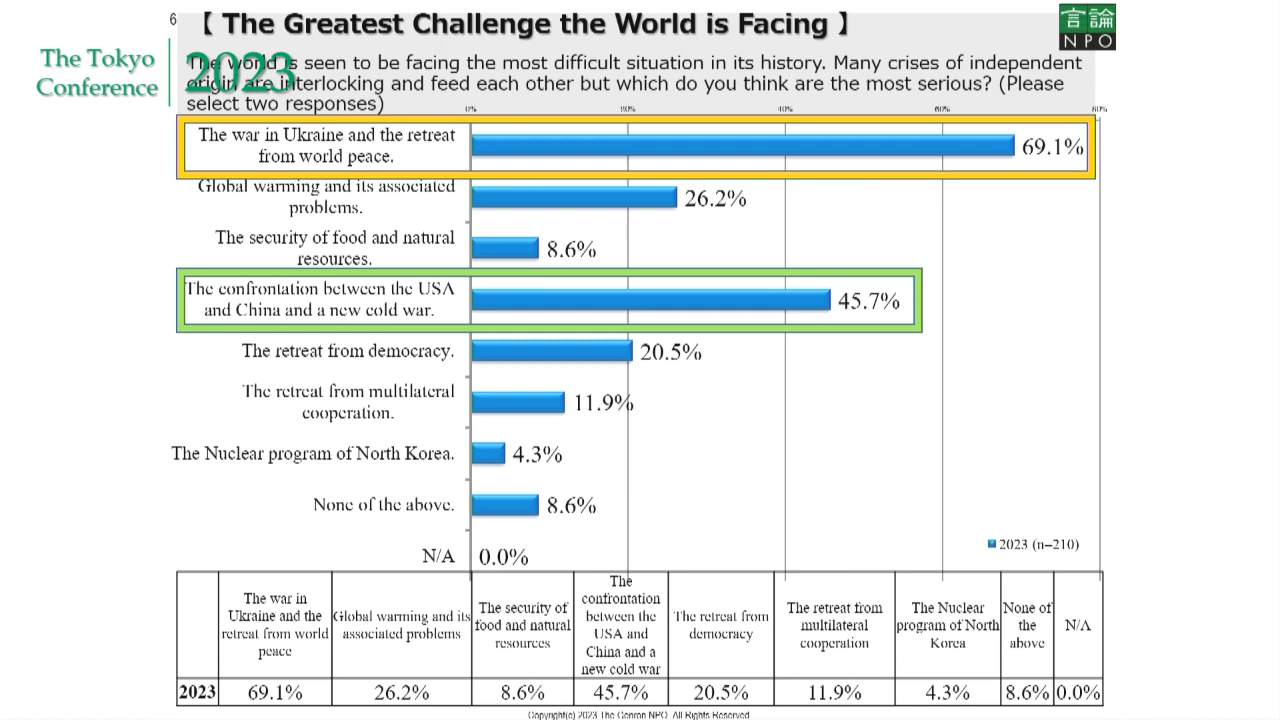 6
【 The Greatest Challenge the World is Facing 】
言論
NPO
The Tokyo
Conference
2023
The world is seen to be facing the most difficult situation in its history. Many crises of independent
origin are interlocking and feed each other but which do you think are the most serious? (Please
select two responses)
0% 20% 40% 60% 80%
The war in Ukraine and the retreat
from world peace.
69.1%
Global warming and its associated
problems.
26.2%
The security of food and natural
resources.
8.6%
The confrontation between the USA
and China and a new cold war.
45.7%
The retreat from democracy.
20.5%
The retreat from multilateral
cooperation.
11.9%
The Nuclear program of North Korea.
4.3%
None of the above.
8.6%
N/A
0.0%
2023 (n=210)
The war in
Ukraine and the
retreat from world
peace
Global warming and its
associated problems
The security of
food and natural
resources
The
confrontation
between the
USA and
China and a
new cold war
The retreat from
democracy
The retreat from
multilateral
cooperation
The Nuclear
program of North
Korea
None of
the
above
N/A
2023 69.1% 26.2% 8.6% 45.7% 20.5% 11.9% 4.3% 8.6% 0.0%
Copyright(c) 2023 The Genron NPO. All Rights Reserved